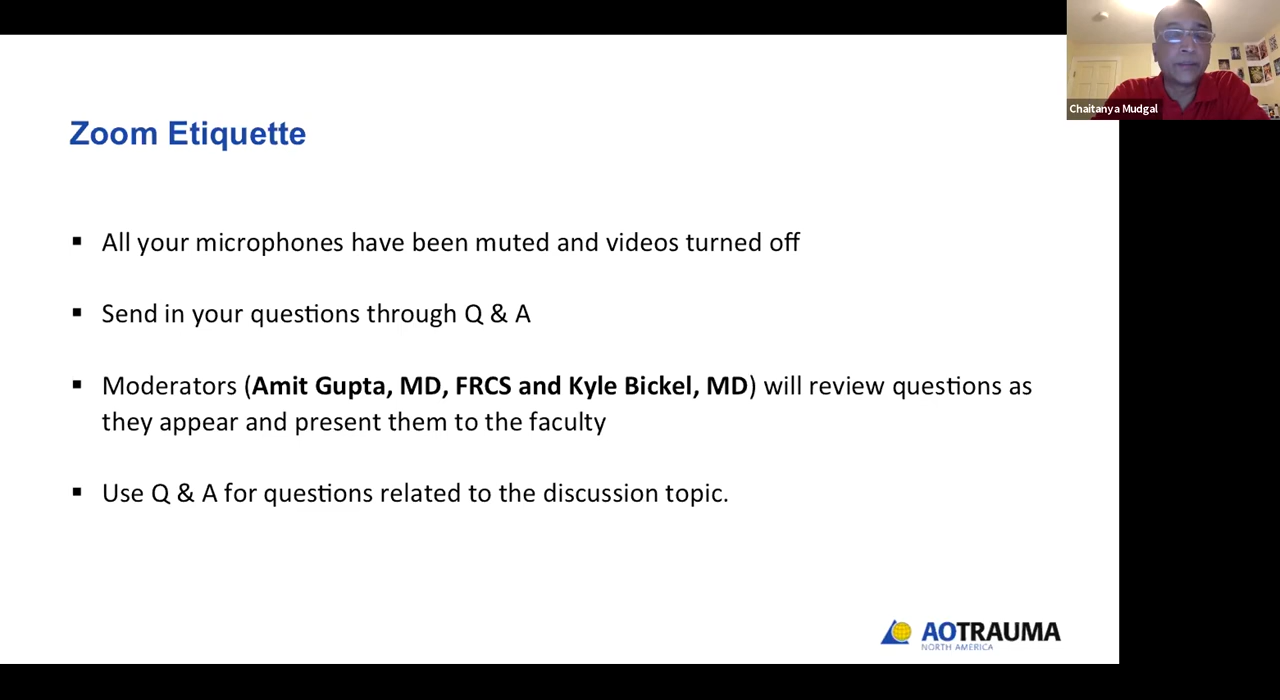 Chaitanya Mudgal
Zoom Etiquette
▪ All your microphones have been muted and videos turned off
▪ Send in your questions through Q & A
▪ Moderators (Amit Gupta, MD, FRCS and Kyle Bickel, MD) will review questions as
they appear and present them to the faculty
▪ Use Q & A for questions related to the discussion topic.
AOTRAUMA
NORTH AMERICA